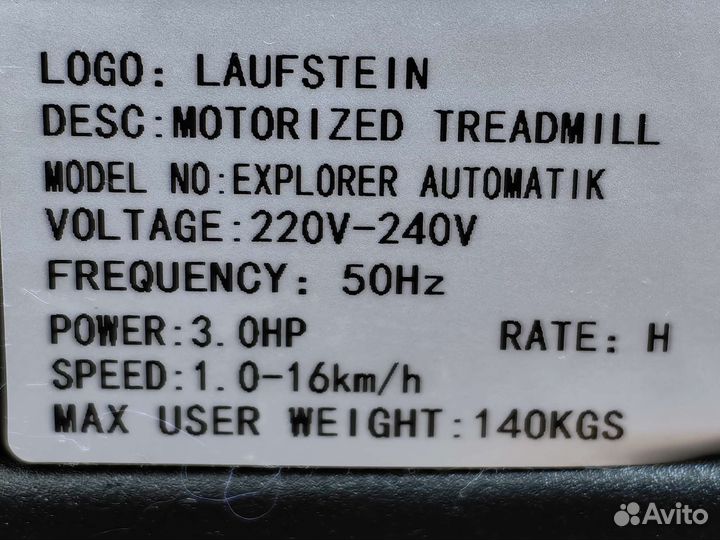 LOGO: LAUFSTEIN
DESC:MOTORIZED TREADMILL
MODEL NO:EXPLORER AUTOMATIK
VOLTAGE:220V-240V
FREQUENCY: 50Hz
POWER:3.0HP RATE: H
SPEED:1.0-16km/h
MAX USER WEIGHT:140KGS
Avito